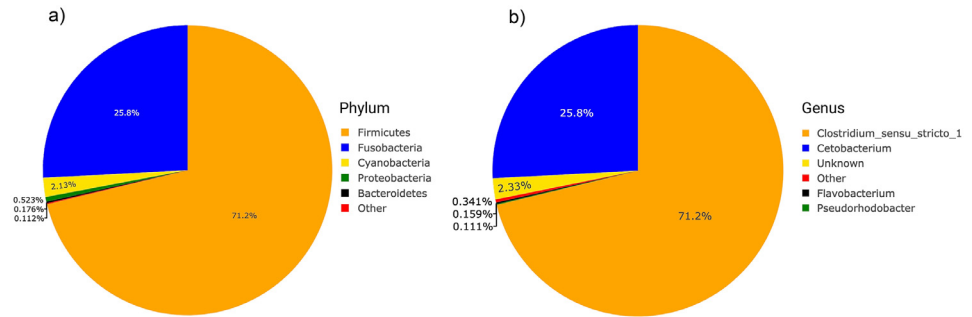 a)
25.8%
2.13%
0.523%
0.176%
0.112%
71.2%
Phylum
Firmicutes
Fusobacteria
Cyanobacteria
Proteobacteria
Bacteroidetes
Other
b)
25.8%
2.33%
0.341%
0.159%
0.111%
71.2%
Genus
Clostridium_sensu_stricto_1
Cetobacterium
Unknown
Other
Flavobacterium
Pseudorhodobacter